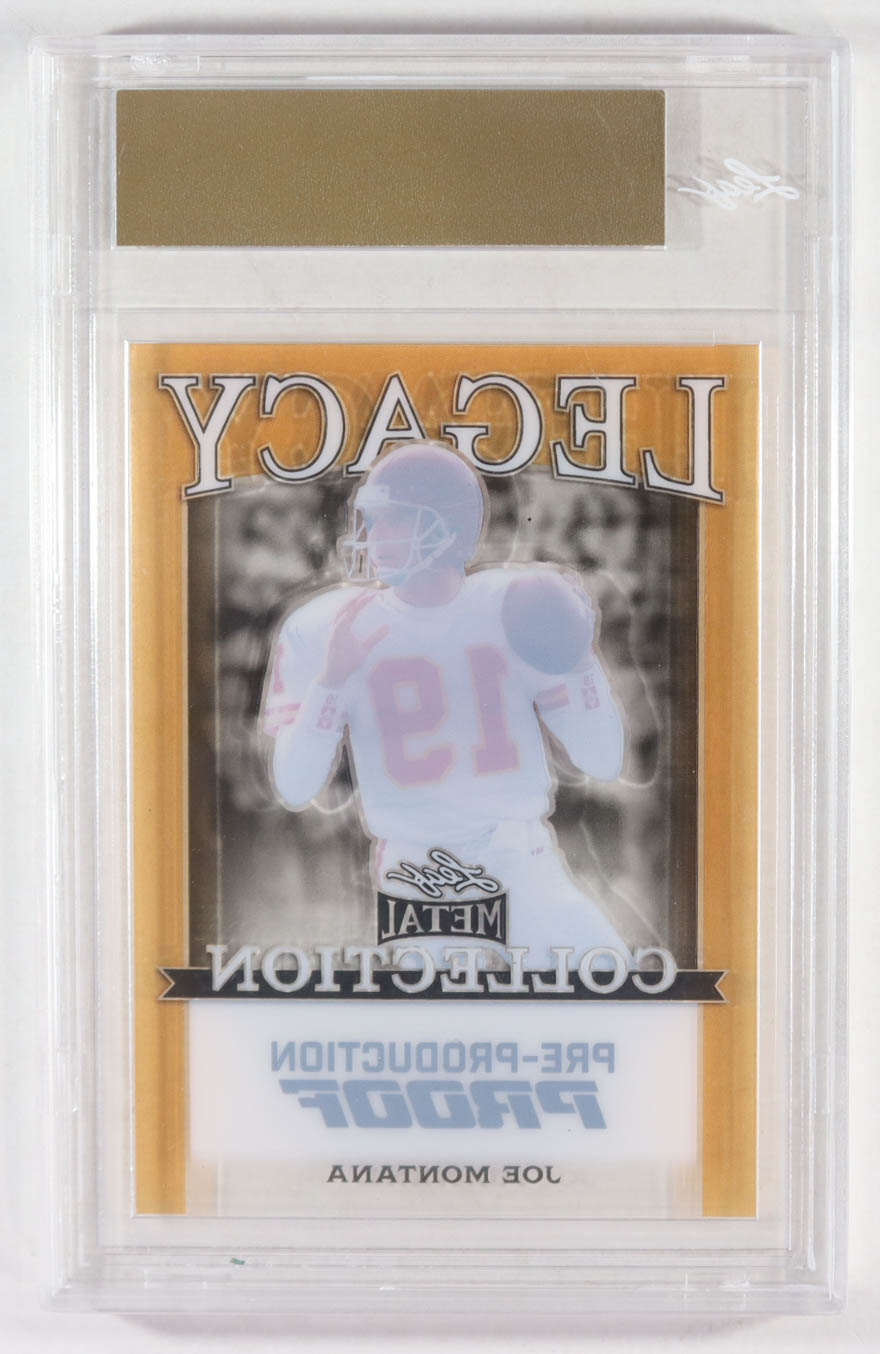 Leaf
LEGACY
19
Leaf
METAL
COLLECTION
PRE-PRODUCTION
PROOF
JOE MONTANA